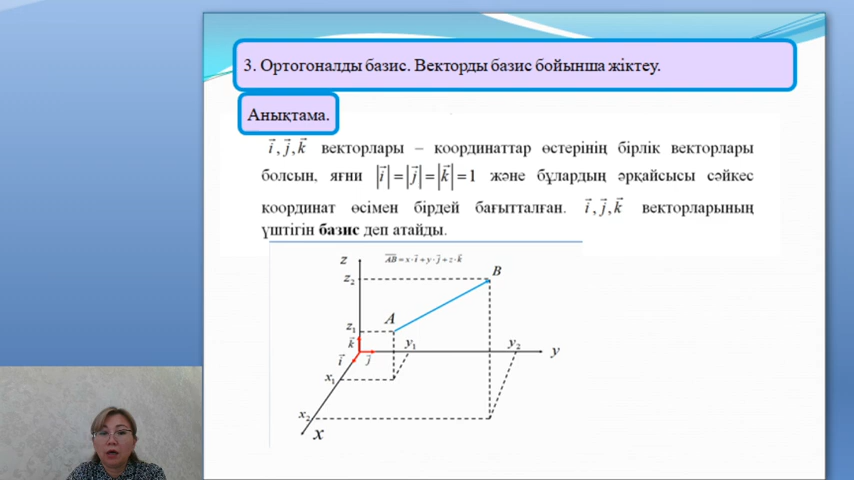 3. Ортогоналды базис. Векторды базис бойынша жіктеу.
Анықтама.
i⃗, j⃗, k⃗ векторлары – координаттар өстерінің бірлік векторлары
болсын, яғни |i⃗| = |j⃗| = |k⃗| = 1 және бұлардың әрқайсысы сәйкес
координат өсімен бірдей бағытталған. i⃗, j⃗, k⃗ векторларының
үштігін базис деп атайды.
z
AB = x · i⃗ + y · j⃗ + z · k⃗
B
z₂
A
z₁
k⃗
y₁
y₂
y
i⃗
j⃗
x₁
x₂
x